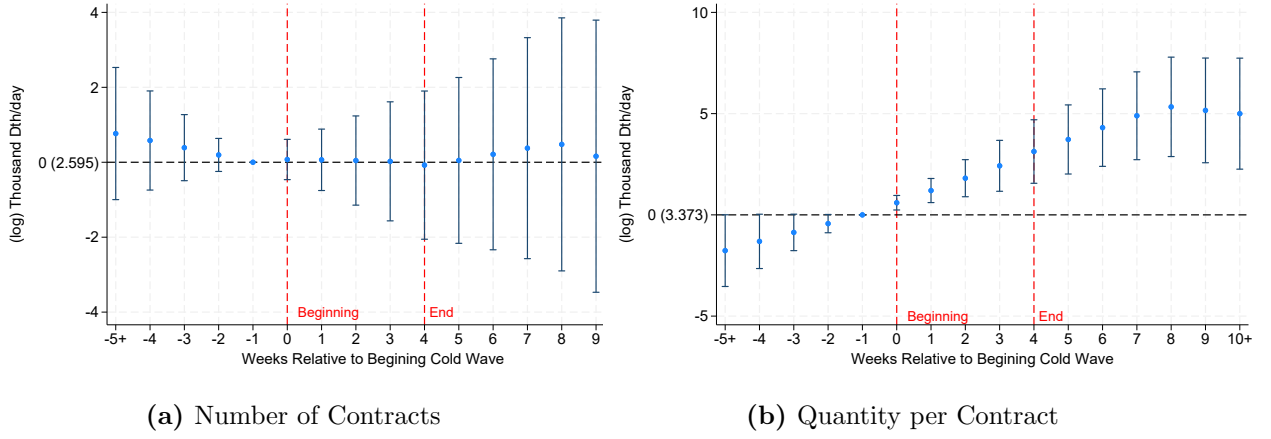 (log) Thousand Dth/day
4
2
0 (2.595)
-2
-4
Beginning
End
-5+ -4 -3 -2 -1 0 1 2 3 4 5 6 7 8 9
Weeks Relative to Begining Cold Wave
(a) Number of Contracts
(log) Thousand Dth/day
10
5
0 (3.373)
-5
Beginning
End
-5+ -4 -3 -2 -1 0 1 2 3 4 5 6 7 8 9 10+
Weeks Relative to Begining Cold Wave
(b) Quantity per Contract